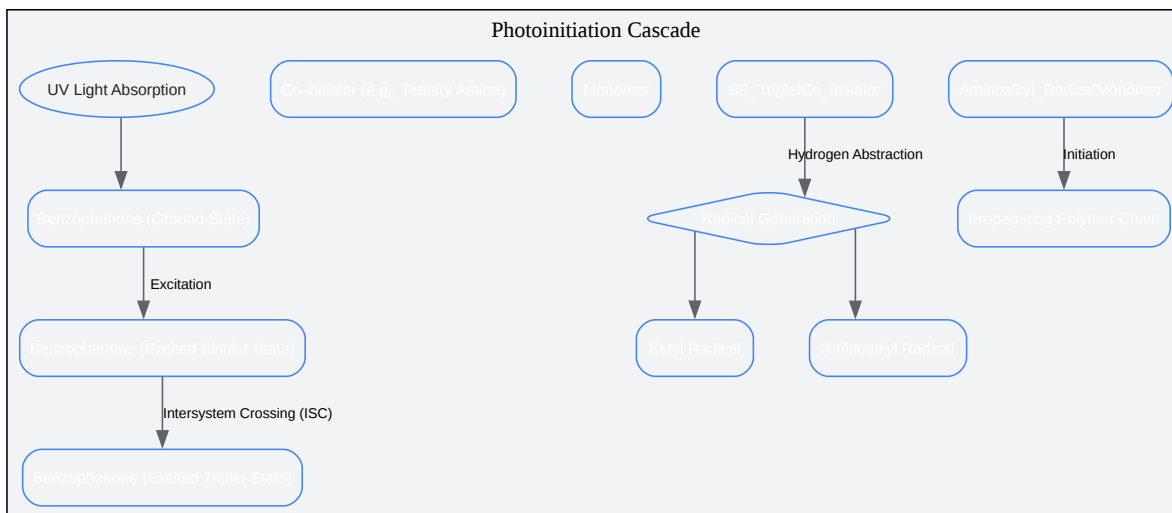 Photoinitiation Cascade
UV Light Absorption
Co-initiator (e.g., Tertiary Amine)
Monomer
BP_TripletCo_Initiator
Aminoalkyl_RadicalMonomer
Hydrogen Abstraction
Initiation
Benzophenone (Ground State)
Radical Generation
Propagating Polymer Chain
Excitation
Benzophenone (Excited Singlet State)
Ketyl Radical
Aminoalkyl Radical
Intersystem Crossing (ISC)
Benzophenone (Excited Triplet State)